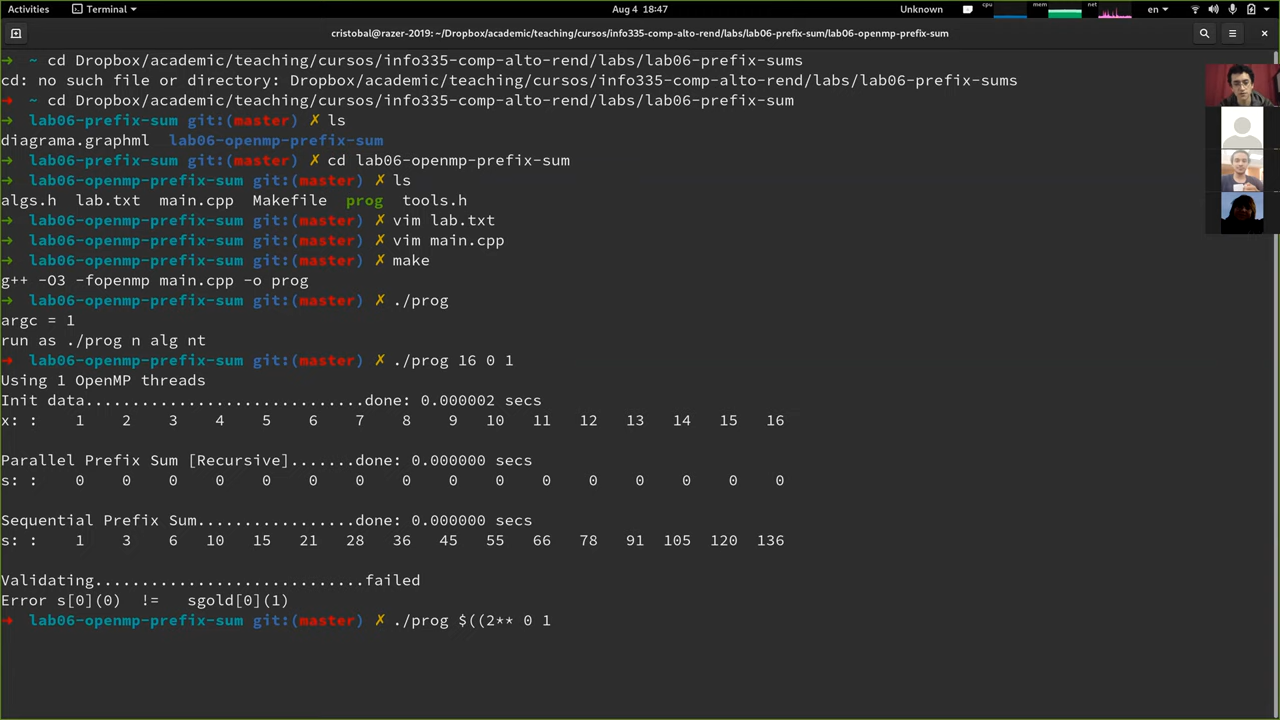 Activities Terminal Aug 4 18:47 Unknown cpu mem net en
cristobal@razer-2019:~/Dropbox/academic/teaching/cursos/info335-comp-alto-rend/labs/lab06-prefix-sum/lab06-openmp-prefix-sum
➜ ~ cd Dropbox/academic/teaching/cursos/info335-comp-alto-rend/labs/lab06-prefix-sums
cd: no such file or directory: Dropbox/academic/teaching/cursos/info335-comp-alto-rend/labs/lab06-prefix-sums
➜ ~ cd Dropbox/academic/teaching/cursos/info335-comp-alto-rend/labs/lab06-prefix-sum
➜ lab06-prefix-sum git:(master) ✗ ls
diagrama.graphml lab06-openmp-prefix-sum
➜ lab06-prefix-sum git:(master) ✗ cd lab06-openmp-prefix-sum
➜ lab06-openmp-prefix-sum git:(master) ✗ ls
algs.h lab.txt main.cpp Makefile prog tools.h
➜ lab06-openmp-prefix-sum git:(master) ✗ vim lab.txt
➜ lab06-openmp-prefix-sum git:(master) ✗ vim main.cpp
➜ lab06-openmp-prefix-sum git:(master) ✗ make
g++ -O3 -fopenmp main.cpp -o prog
➜ lab06-openmp-prefix-sum git:(master) ✗ ./prog
argc = 1
run as ./prog n alg nt
➜ lab06-openmp-prefix-sum git:(master) ✗ ./prog 16 0 1
Using 1 OpenMP threads
Init data............................done: 0.000002 secs
x: : 1 2 3 4 5 6 7 8 9 10 11 12 13 14 15 16
Parallel Prefix Sum [Recursive].......done: 0.000000 secs
s: : 0 0 0 0 0 0 0 0 0 0 0 0 0 0 0 0
Sequential Prefix Sum.................done: 0.000000 secs
s: : 1 3 6 10 15 21 28 36 45 55 66 78 91 105 120 136
Validating............................failed
Error s[0](0) != sgold[0](1)
➜ lab06-openmp-prefix-sum git:(master) ✗ ./prog $((2** 0 1